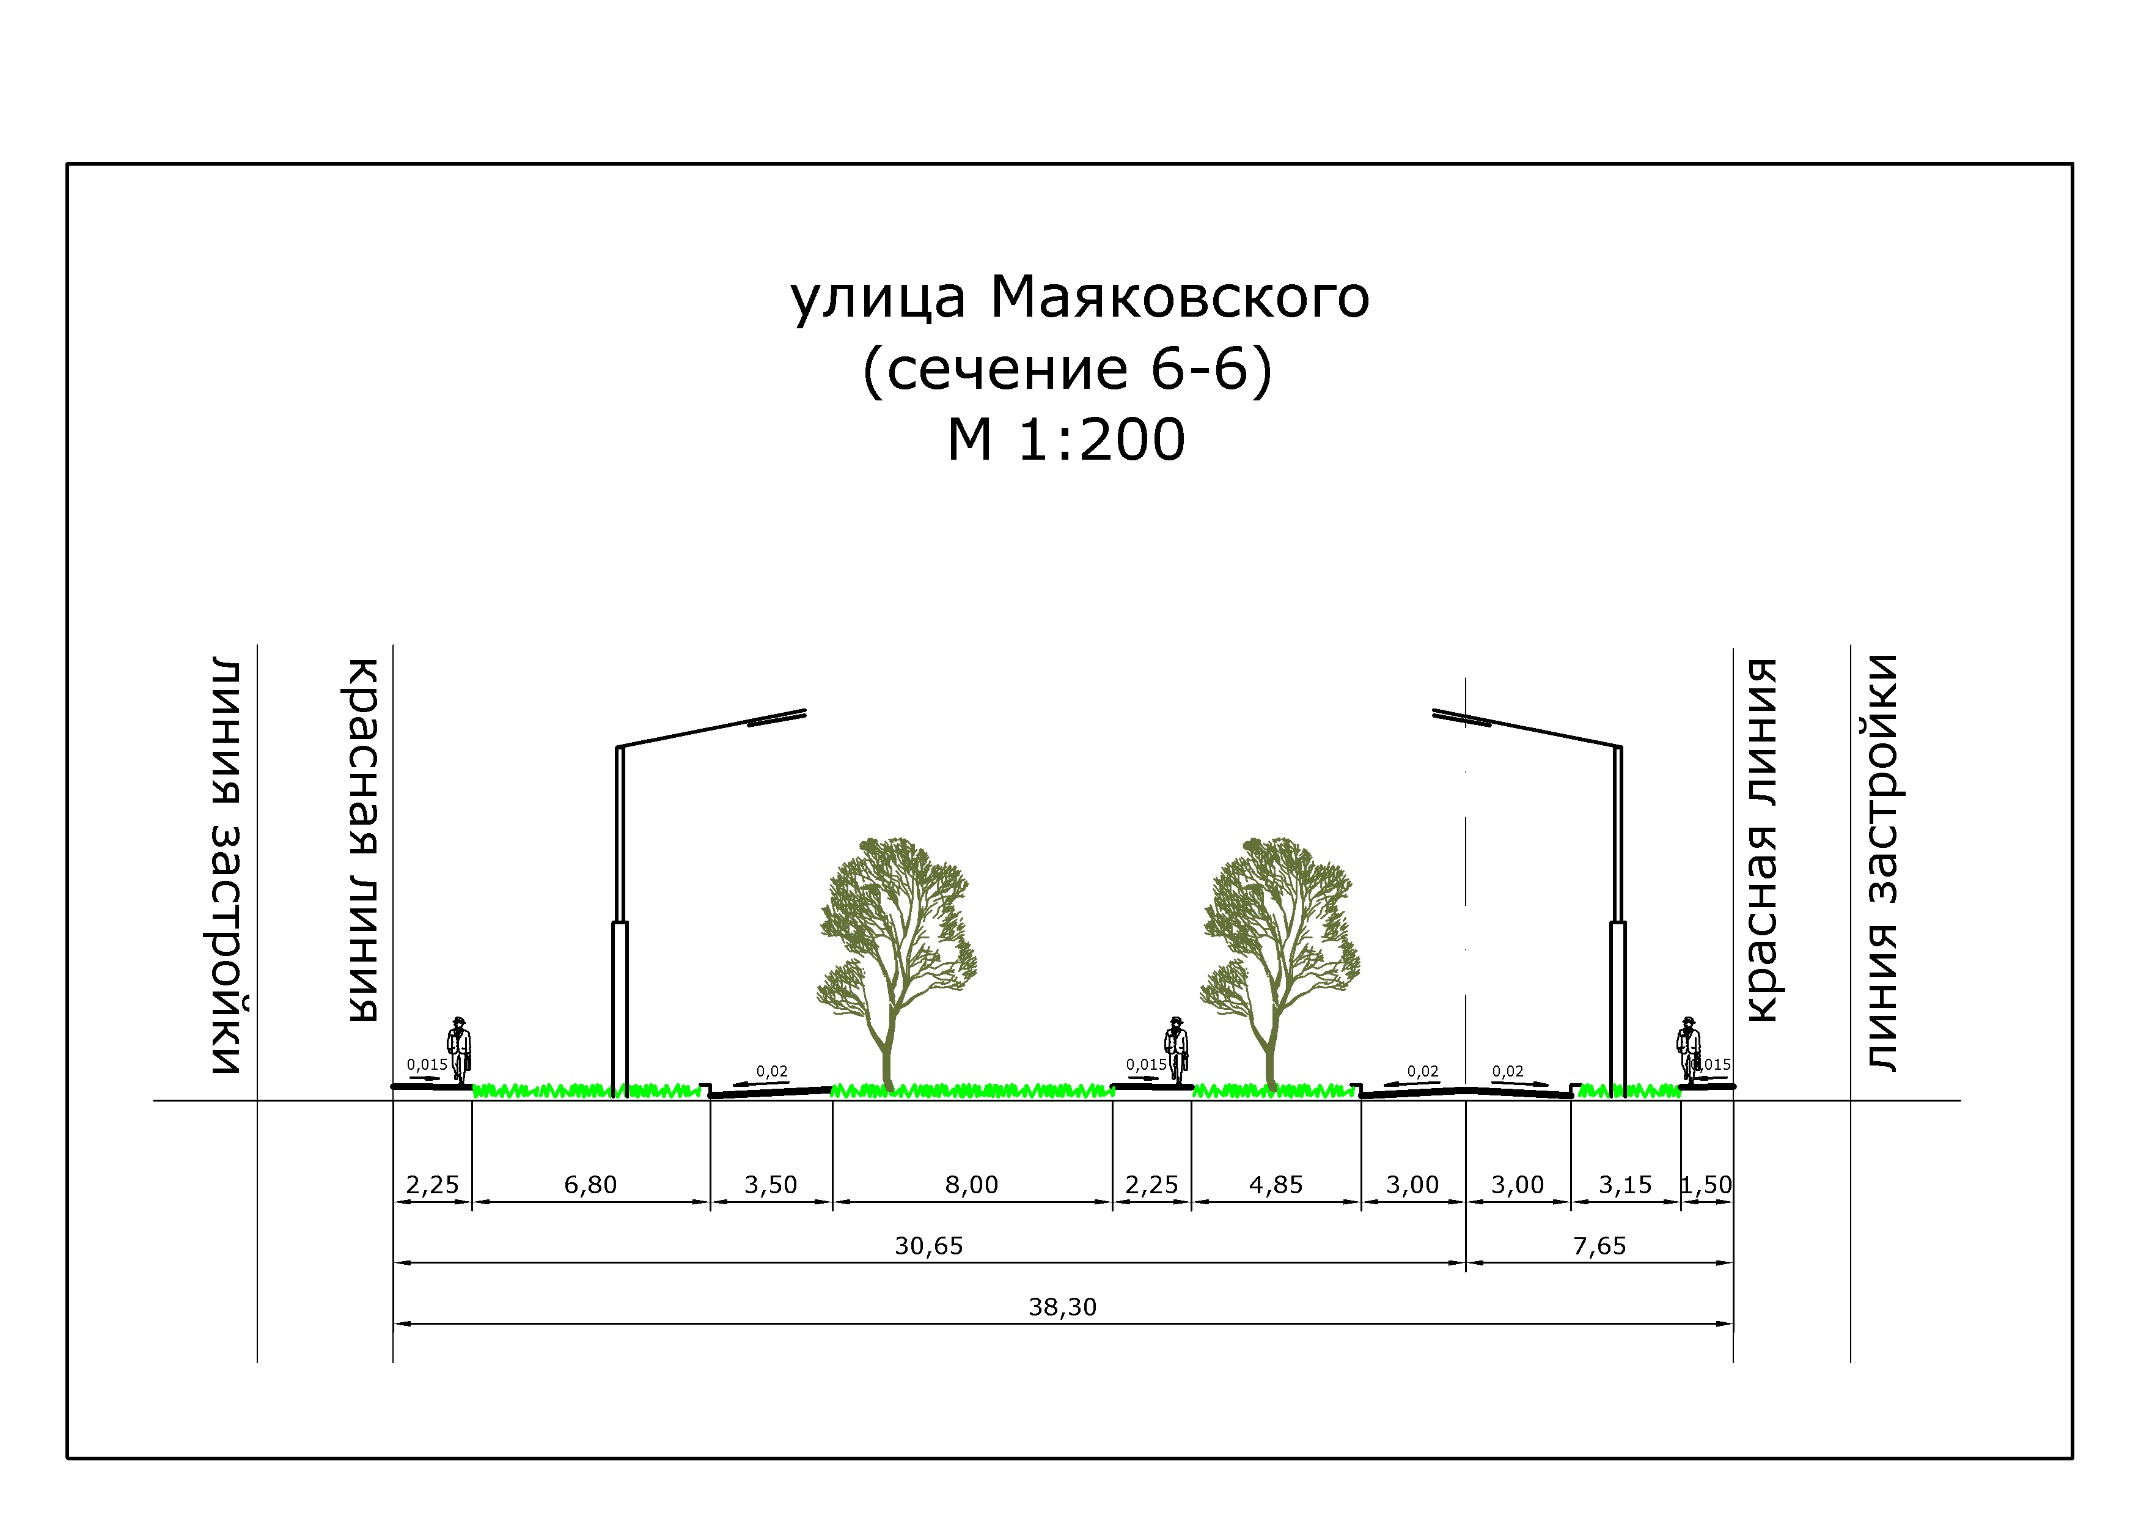 улица Маяковского
(сечение 6-6)
М 1:200
линия застройки
красная линия
красная линия
линия застройки
0,015
0,02
0,015
0,02
0,02
0,015
2,25
6,80
3,50
8,00
2,25
4,85
3,00
3,00
3,15
1,50
30,65
7,65
38,30